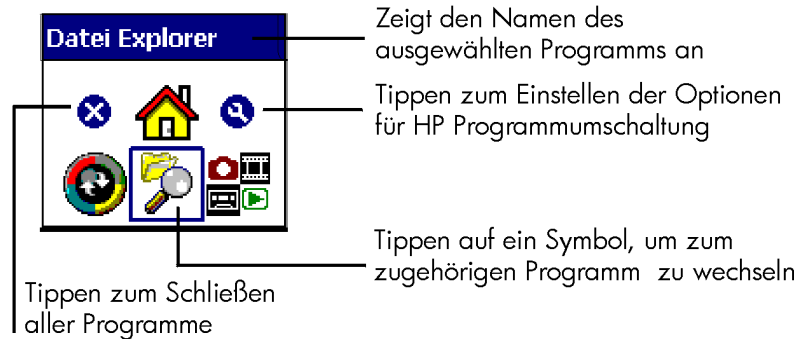 Datei Explorer
Zeigt den Namen des
ausgewählten Programms an
Tippen zum Einstellen der Optionen
für HP Programmumschaltung
Tippen auf ein Symbol, um zum
zugehörigen Programm zu wechseln
Tippen zum Schließen
aller Programme